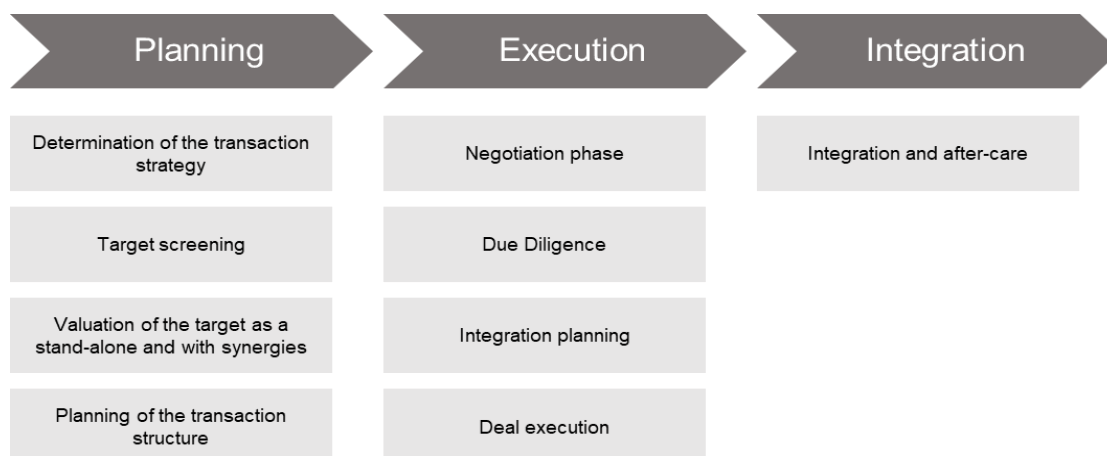 Planning
Determination of the transaction
strategy
Target screening
Valuation of the target as a
stand-alone and with synergies
Planning of the transaction
structure
Execution
Negotiation phase
Due Diligence
Integration planning
Deal execution
Integration
Integration and after-care